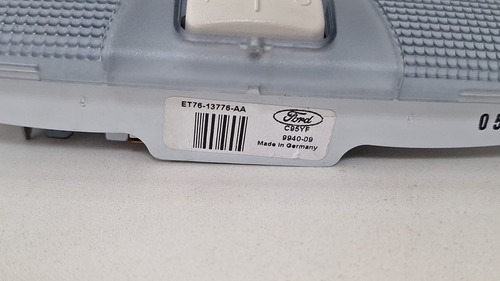 ET76-13776-AA
Ford
C95YF
9940-09
Made in Germany
05